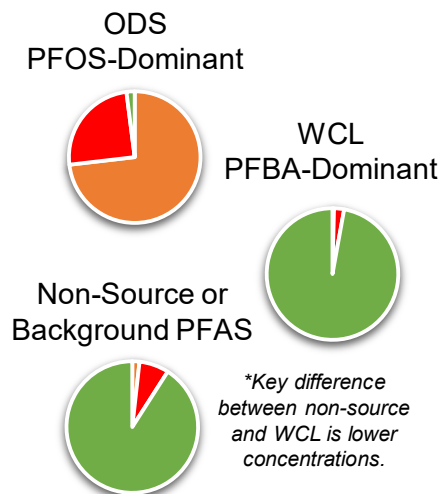 ODS
PFOS-Dominant
WCL
PFBA-Dominant
Non-Source or
Background PFAS
*Key difference
between non-source
and WCL is lower
concentrations.